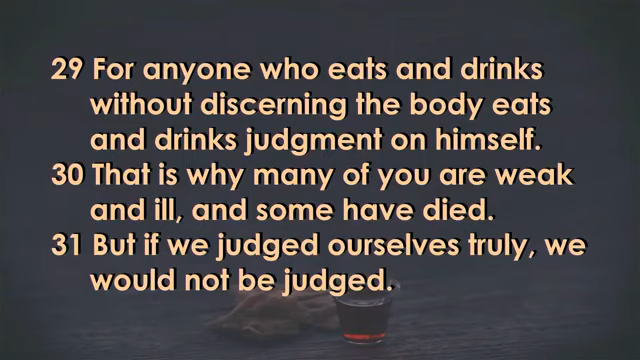 29 For anyone who eats and drinks
without discerning the body eats
and drinks judgment on himself.
30 That is why many of you are weak
and ill, and some have died.
31 But if we judged ourselves truly, we
would not be judged.